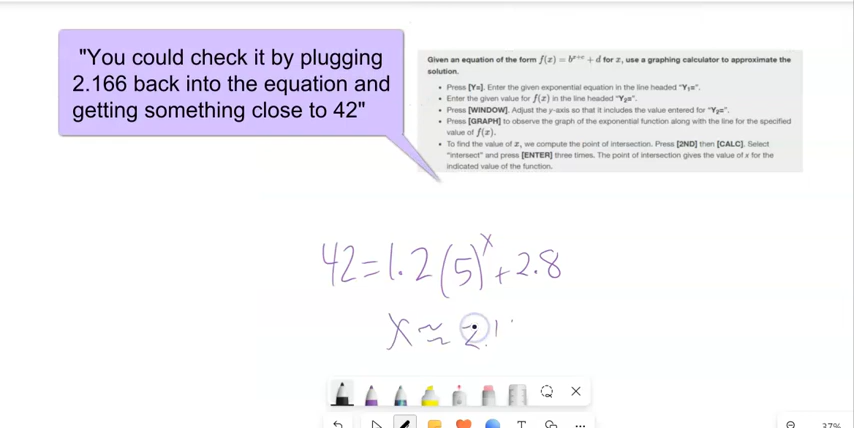 "You could check it by plugging
2.166 back into the equation and
getting something close to 42"
Given an equation of the form f(x) = b^{x+c} + d for x, use a graphing calculator to approximate the
solution.
• Press [Y=]. Enter the given exponential equation in the line headed "Y₁=".
• Enter the given value for f(x) in the line headed "Y₂=".
• Press [WINDOW]. Adjust the y-axis so that it includes the value entered for "Y₂=".
• Press [GRAPH] to observe the graph of the exponential function along with the line for the specified
value of f(x).
• To find the value of x, we compute the point of intersection. Press [2ND] then [CALC]. Select
"intersect" and press [ENTER] three times. The point of intersection gives the value of x for the
indicated value of the function.
42=1.2(5)^x+2.8
x≈2.1
37%